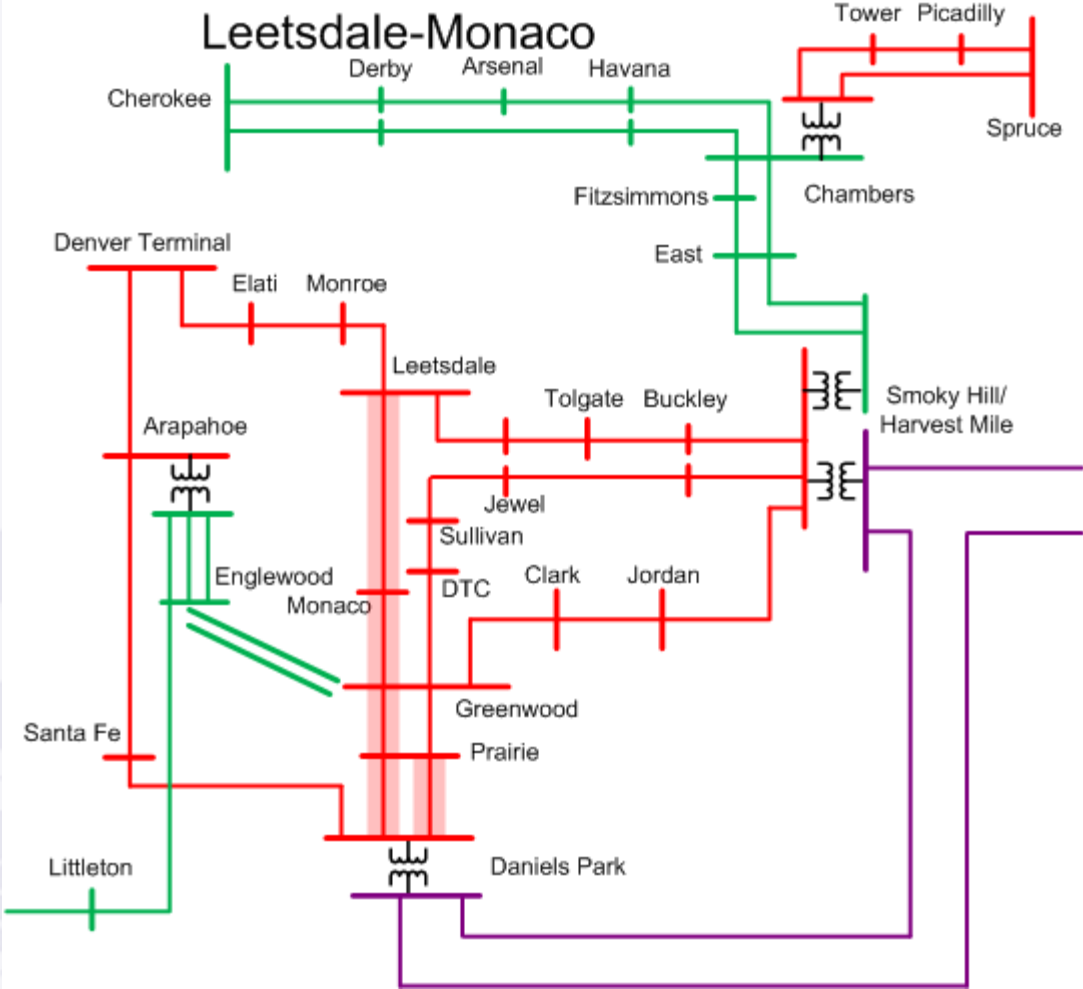 Leetsdale-Monaco
Tower Picadilly
Derby Arsenal Havana
Cherokee
Spruce
Fitzsimmons Chambers
Denver Terminal
East
Elati Monroe
Leetsdale
Smoky Hill/
Harvest Mile
Tolgate Buckley
Arapahoe
Jewel
Sullivan
Englewood
Clark Jordan
DTC
Monaco
Greenwood
Santa Fe
Prairie
Littleton
Daniels Park